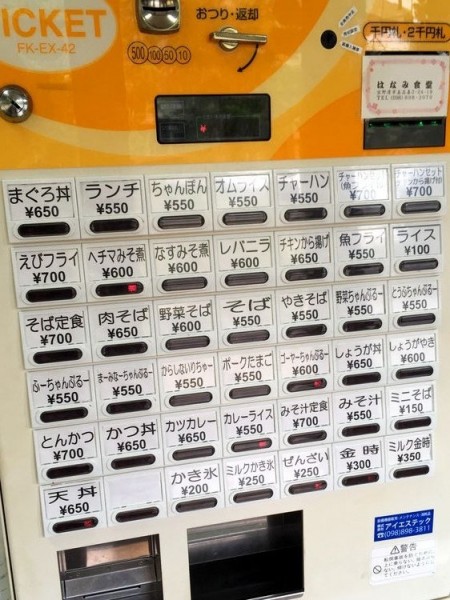 ICKET
FK-EX-42
おつり・返却
500 100 50 10
千円札・2千円札
はなみ食堂
まぐろ丼 ¥650
ランチ ¥550
ちゃんぽん ¥550
オムライス ¥550
チャーハン ¥550
¥700
チャーハンセット
¥700
えびフライ ¥700
ヘチマみそ煮 ¥600
なすみそ煮 ¥600
レバニラ ¥600
チキンから揚げ ¥650
魚フライ ¥550
ライス ¥100
そば定食 ¥700
肉そば ¥650
野菜そば ¥600
そば ¥550
やきそば ¥550
野菜ちゃんぷるー ¥550
とうふちゃんぷるー ¥550
ふーちゃんぷるー ¥550
まーみなーちゃんぷるー ¥550
からしないりちゃー ¥550
ポークたまご ¥550
ゴーヤーちゃんぷるー ¥600
しょうが丼 ¥650
しょうがやき ¥600
とんかつ ¥700
かつ丼 ¥650
カツカレー ¥650
カレーライス ¥550
みそ汁定食 ¥700
みそ汁 ¥550
ミニそば ¥150
天丼 ¥650
かき氷 ¥200
ミルクかき氷 ¥250
ぜんざい ¥250
金時 ¥300
ミルク金時 ¥350
アイエステック
(098)898-3811
警告